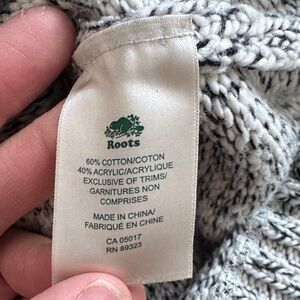 Roots
60% COTTON/COTON
40% ACRYLIC/ACRYLIQUE
EXCLUSIVE OF TRIMS/
GARNITURES NON
COMPRISES
MADE IN CHINA/
FABRIQUÉ EN CHINE
CA 05017
RN 89323